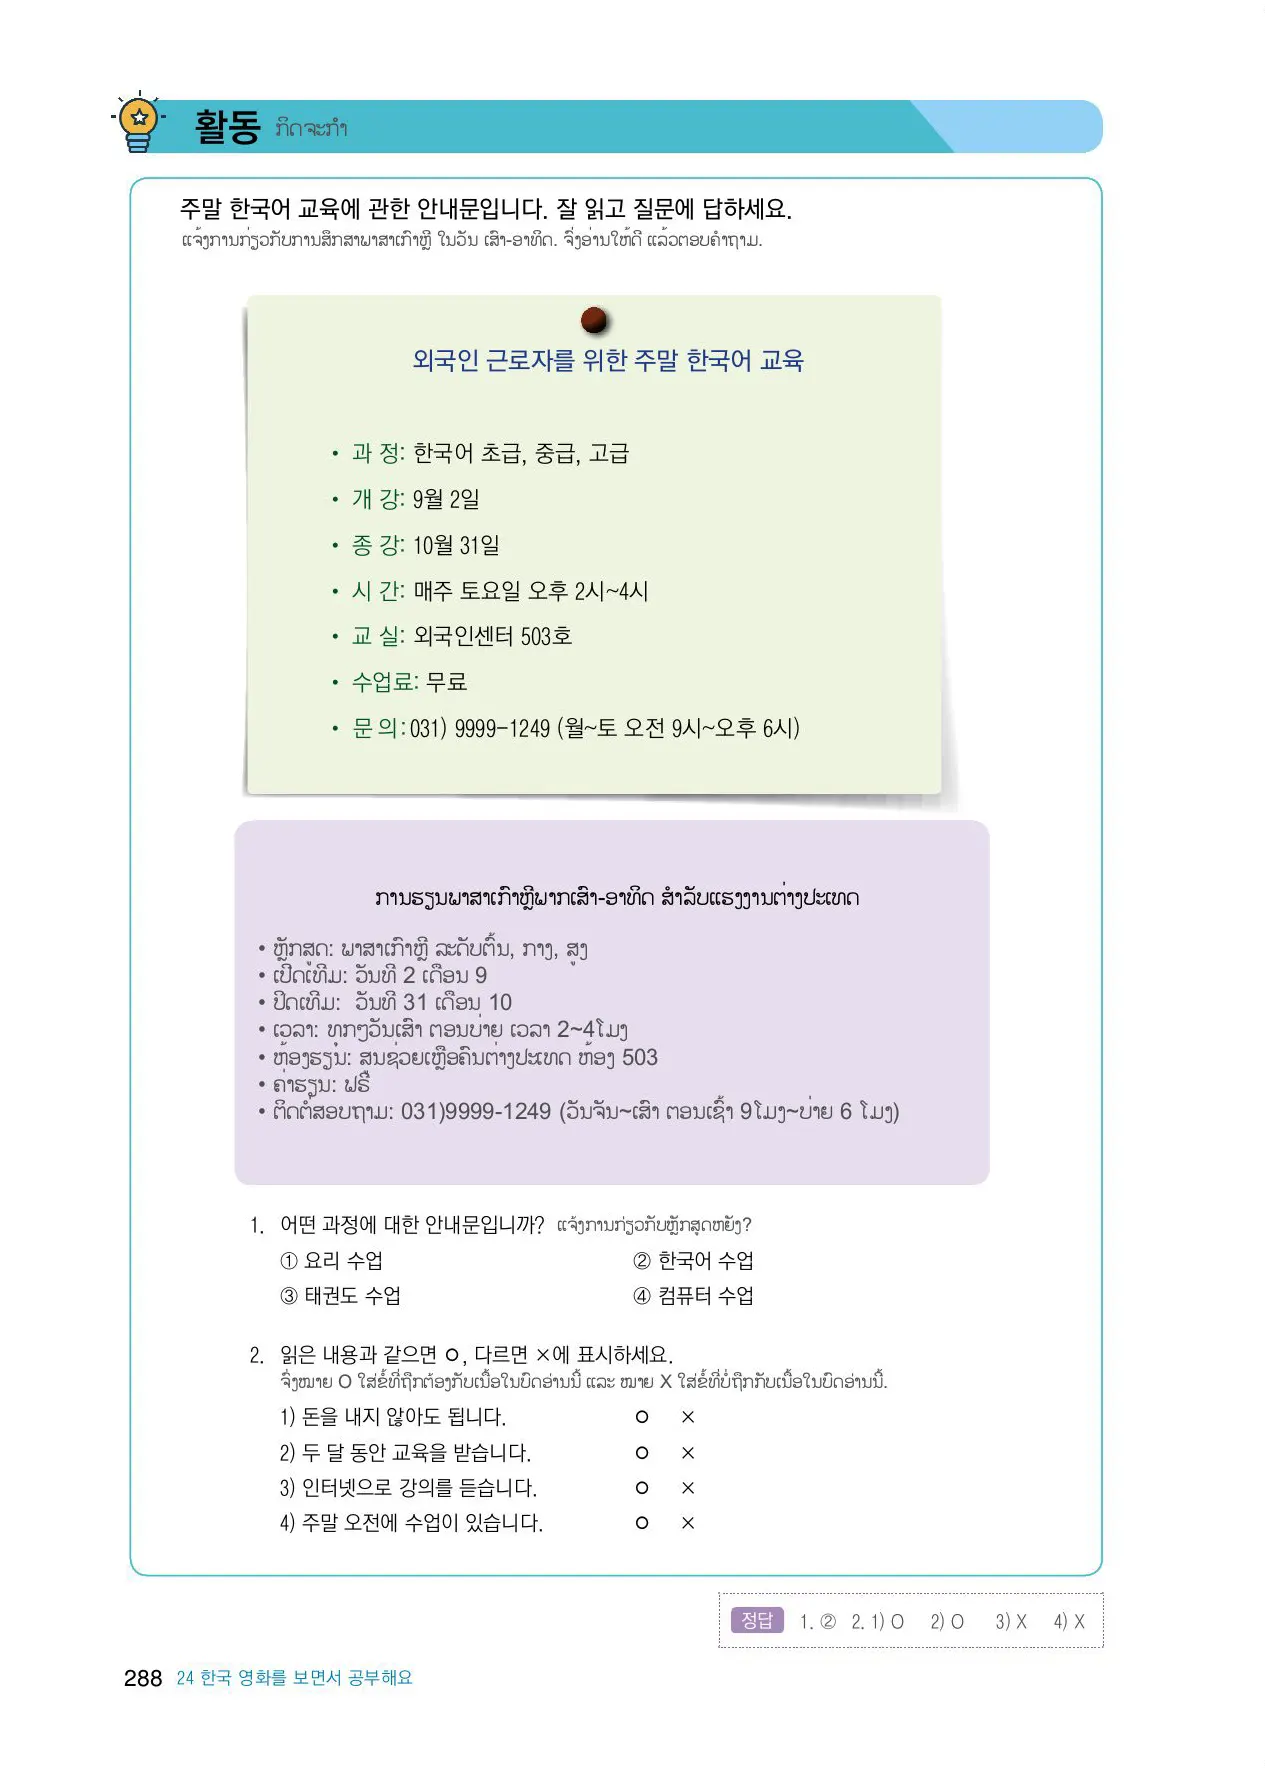 활동 ກິດຈະກຳ
주말 한국어 교육에 관한 안내문입니다. 잘 읽고 질문에 답하세요.
ແຈ້ງການກ່ຽວກັບການສຶກສາພາສາເກົາຫຼີ ໃນວັນ ເສົາ-ອາທິດ. ຈົ່ງອ່ານໃຫ້ດີ ແລ້ວຕອບຄຳຖາມ.
외국인 근로자를 위한 주말 한국어 교육
• 과 정: 한국어 초급, 중급, 고급
• 개 강: 9월 2일
• 종 강: 10월 31일
• 시 간: 매주 토요일 오후 2시~4시
• 교 실: 외국인센터 503호
• 수업료: 무료
• 문 의: 031) 9999-1249 (월~토 오전 9시~오후 6시)
ການຮຽນພາສາເກົາຫຼີພາກເສົາ-ອາທິດ ສຳລັບແຮງງານຕ່າງປະເທດ
• ຫຼັກສູດ: ພາສາເກົາຫຼີ ລະດັບຕົ້ນ, ກາງ, ສູງ
• ເປີດເທີມ: ວັນທີ 2 ເດືອນ 9
• ປິດເທີມ: ວັນທີ 31 ເດືອນ 10
• ເວລາ: ທຸກໆວັນເສົາ ຕອນບ່າຍ ເວລາ 2~4ໂມງ
• ຫ້ອງຮຽນ: ສູນຊ່ວຍເຫຼືອຄົນຕ່າງປະເທດ ຫ້ອງ 503
• ຄ່າຮຽນ: ຟຣີ
• ຕິດຕໍ່ສອບຖາມ: 031)9999-1249 (ວັນຈັນ~ເສົາ ຕອນເຊົ້າ 9ໂມງ~ບ່າຍ 6 ໂມງ)
1. 어떤 과정에 대한 안내문입니까? ແຈ້ງການກ່ຽວກັບຫຼັກສູດຫຍັງ?
① 요리 수업 ② 한국어 수업
③ 태권도 수업 ④ 컴퓨터 수업
2. 읽은 내용과 같으면 ㅇ, 다르면 ×에 표시하세요.
ຈົ່ງໝາຍ O ໃສ່ຂໍ້ທີ່ຖືກຕ້ອງກັບເນື້ອໃນບົດອ່ານນີ້ ແລະ ໝາຍ X ໃສ່ຂໍ້ທີ່ບໍ່ຖືກກັບເນື້ອໃນບົດອ່ານນີ້.
1) 돈을 내지 않아도 됩니다. ㅇ ×
2) 두 달 동안 교육을 받습니다. ㅇ ×
3) 인터넷으로 강의를 듣습니다. ㅇ ×
4) 주말 오전에 수업이 있습니다. ㅇ ×
정답 1. ② 2. 1) O 2) O 3) X 4) X
288 24 한국 영화를 보면서 공부해요